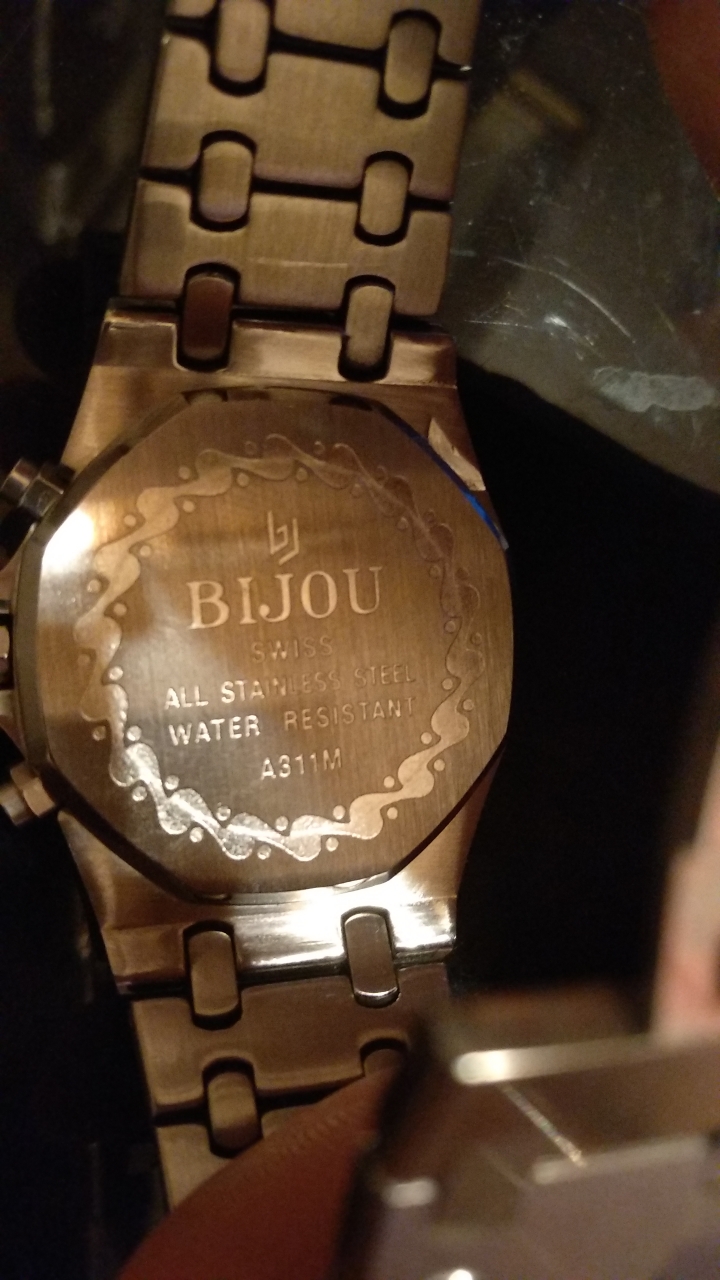 BIJOU
SWISS
ALL STAINLESS STEEL
WATER RESISTANT
A311M